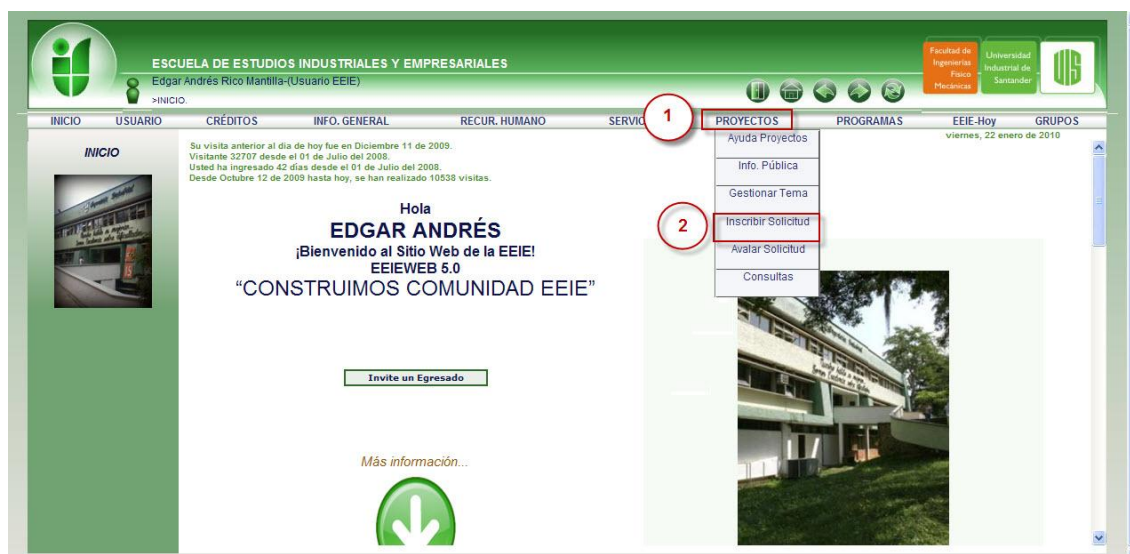 ESCUELA DE ESTUDIOS INDUSTRIALES Y EMPRESARIALES
Edgar Andrés Rico Mantilla-(Usuario EEIE)
>INICIO.
Facultad de
Ingenierías
Físico
Mecánicas
Universidad
Industrial de
Santander
UIS
INICIO USUARIO CRÉDITOS INFO. GENERAL RECUR. HUMANO SERVIC 1 PROYECTOS PROGRAMAS EEIE-Hoy GRUPOS
viernes, 22 enero de 2010
INICIO
Su visita anterior al dia de hoy fue en Diciembre 11 de 2009.
Visitante 32707 desde el 01 de Julio del 2008.
Usted ha ingresado 42 días desde el 01 de Julio del 2008.
Desde Octubre 12 de 2009 hasta hoy, se han realizado 10538 visitas.
Ayuda Proyectos
Info. Pública
Gestionar Tema
2 Inscribir Solicitud
Avalar Solicitud
Consultas
Hola
EDGAR ANDRÉS
¡Bienvenido al Sitio Web de la EEIE!
EEIEWEB 5.0
“CONSTRUIMOS COMUNIDAD EEIE”
Invite un Egresado
Más información...